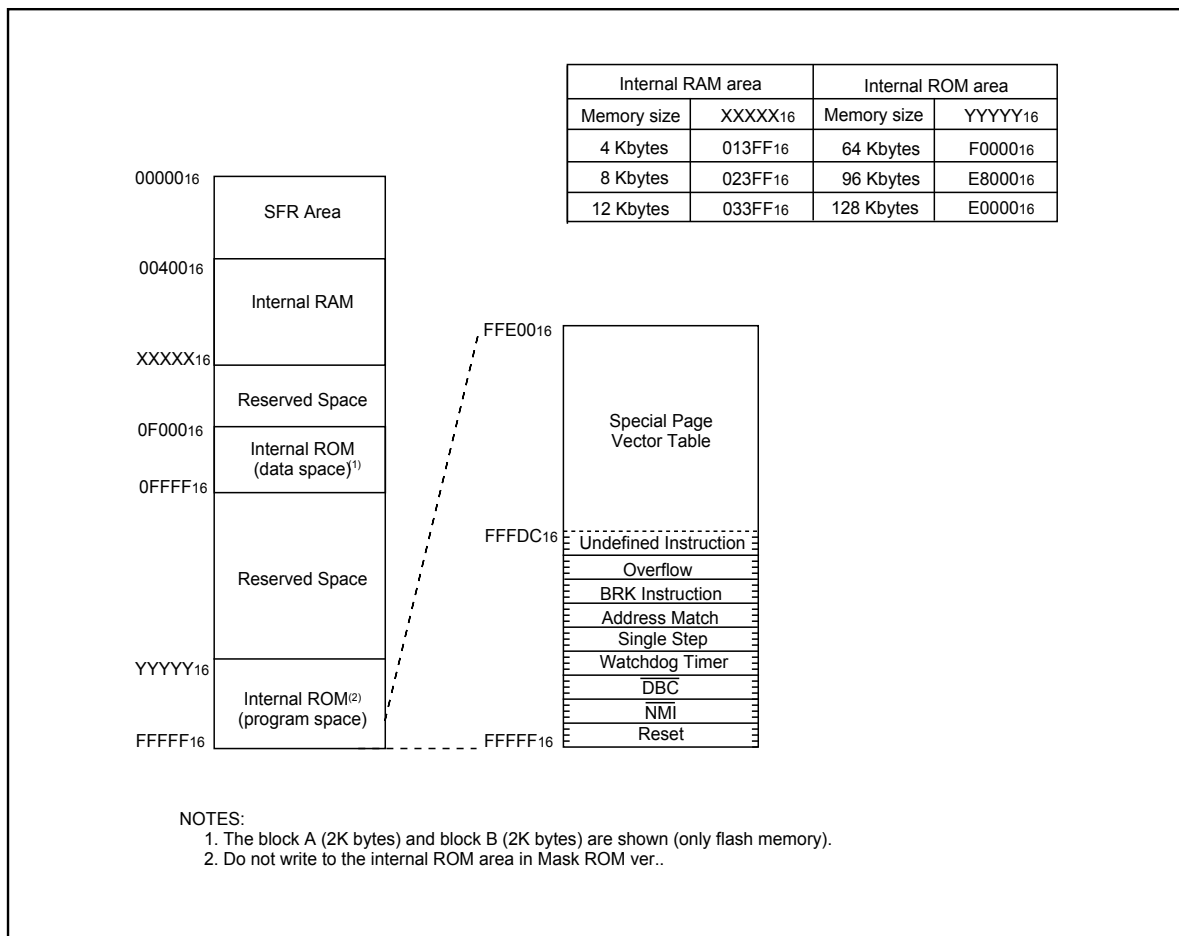 Internal RAM area Internal ROM area
Memory size XXXXX16 Memory size YYYYY16
4 Kbytes 013FF16 64 Kbytes F000016
8 Kbytes 023FF16 96 Kbytes E800016
12 Kbytes 033FF16 128 Kbytes E000016
0000016
SFR Area
0040016
Internal RAM
XXXXX16
Reserved Space
0F00016
Internal ROM
(data space)(1)
0FFFF16
Reserved Space
YYYYY16
Internal ROM(2)
(program space)
FFFFF16
FFE0016
Special Page
Vector Table
FFFDC16
Undefined Instruction
Overflow
BRK Instruction
Address Match
Single Step
Watchdog Timer
DBC
NMI
Reset
FFFFF16
NOTES:
1. The block A (2K bytes) and block B (2K bytes) are shown (only flash memory).
2. Do not write to the internal ROM area in Mask ROM ver..